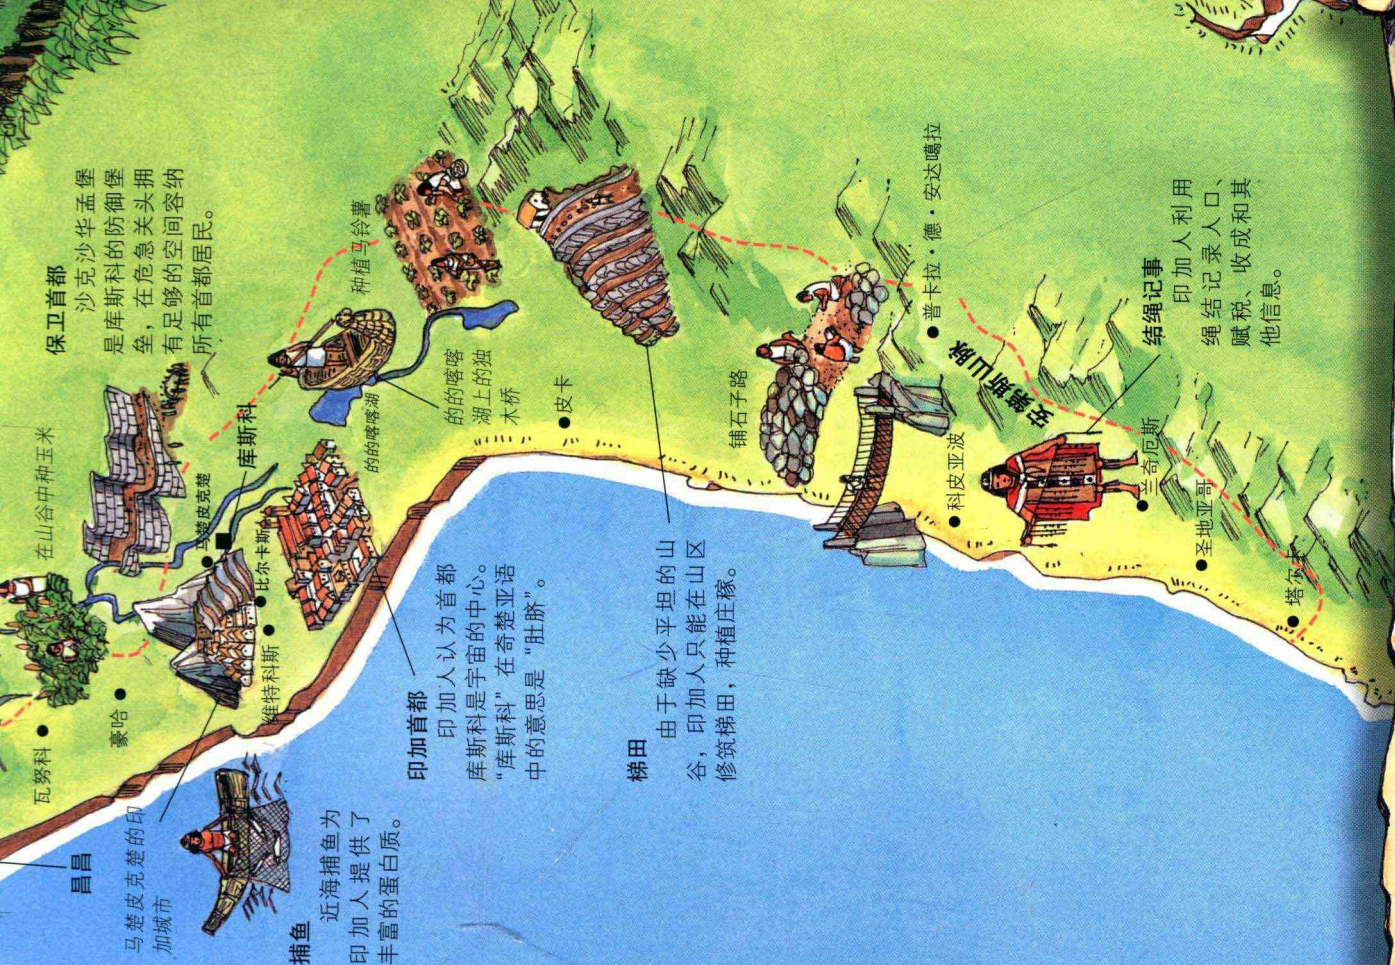 保卫首都
沙克沙华孟堡
是库斯科的防御堡
垒，在危急关头拥
有足够的空间容纳
所有首都居民。
在山谷中种玉米
种植马铃薯
库斯科
马楚皮克楚
比尔卡斯
维特科斯
豪哈
瓦努科
昌昌
马楚皮克楚的印
加城市
捕鱼
近海捕鱼为
印加人提供了
丰富的蛋白质。
的的喀喀湖
的的喀喀
湖上的独
木桥
皮卡
印加首都
印加人认为首都
库斯科是宇宙的中心。
“库斯科”在奇楚亚语
中的意思是“肚脐”。
梯田
由于缺少平坦的山
谷，印加人只能在山区
修筑梯田，种植庄稼。
铺石子路
普卡拉·德·安达噶拉
安第斯山脉
科皮亚波
兰奇厄斯
圣地亚哥
塔尔卡
结绳记事
印加人利用
绳结记录人口、
赋税、收成和其
他信息。